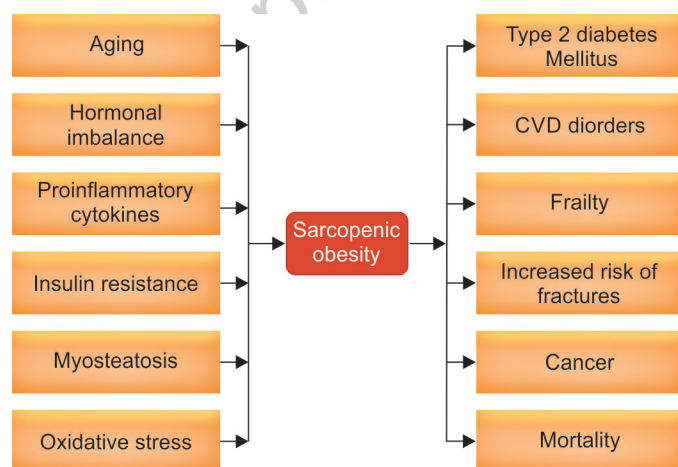 Aging
Hormonal
imbalance
Proinflammatory
cytokines
Insulin resistance
Myosteatosis
Oxidative stress
Sarcopenic
obesity
Type 2 diabetes
Mellitus
CVD diorders
Frailty
Increased risk of
fractures
Cancer
Mortality